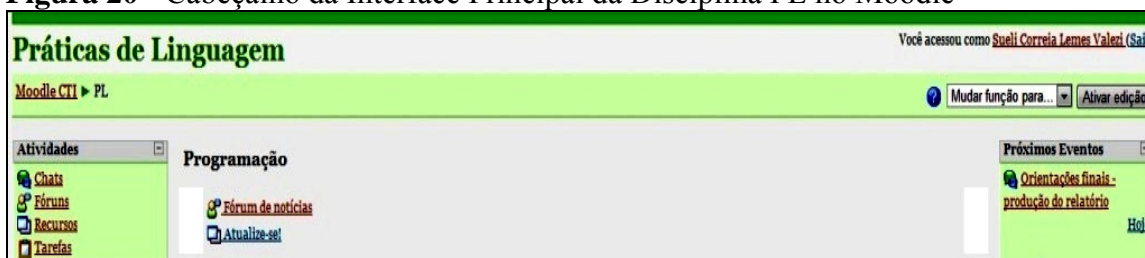 Figura 20 - Cabeçalho da Interface Principal da Disciplina PL no Moodle
Práticas de Linguagem
Você acessou como Sueli Correia Lemes Valezi (Sai
Moodle CTI ► PL
Mudar função para...
Ativar edição
Atividades
Chats
Fóruns
Recursos
Tarefas
Programação
Fórum de notícias
Atualize-se!
Próximos Eventos
Orientações finais -
produção do relatório
Hoj